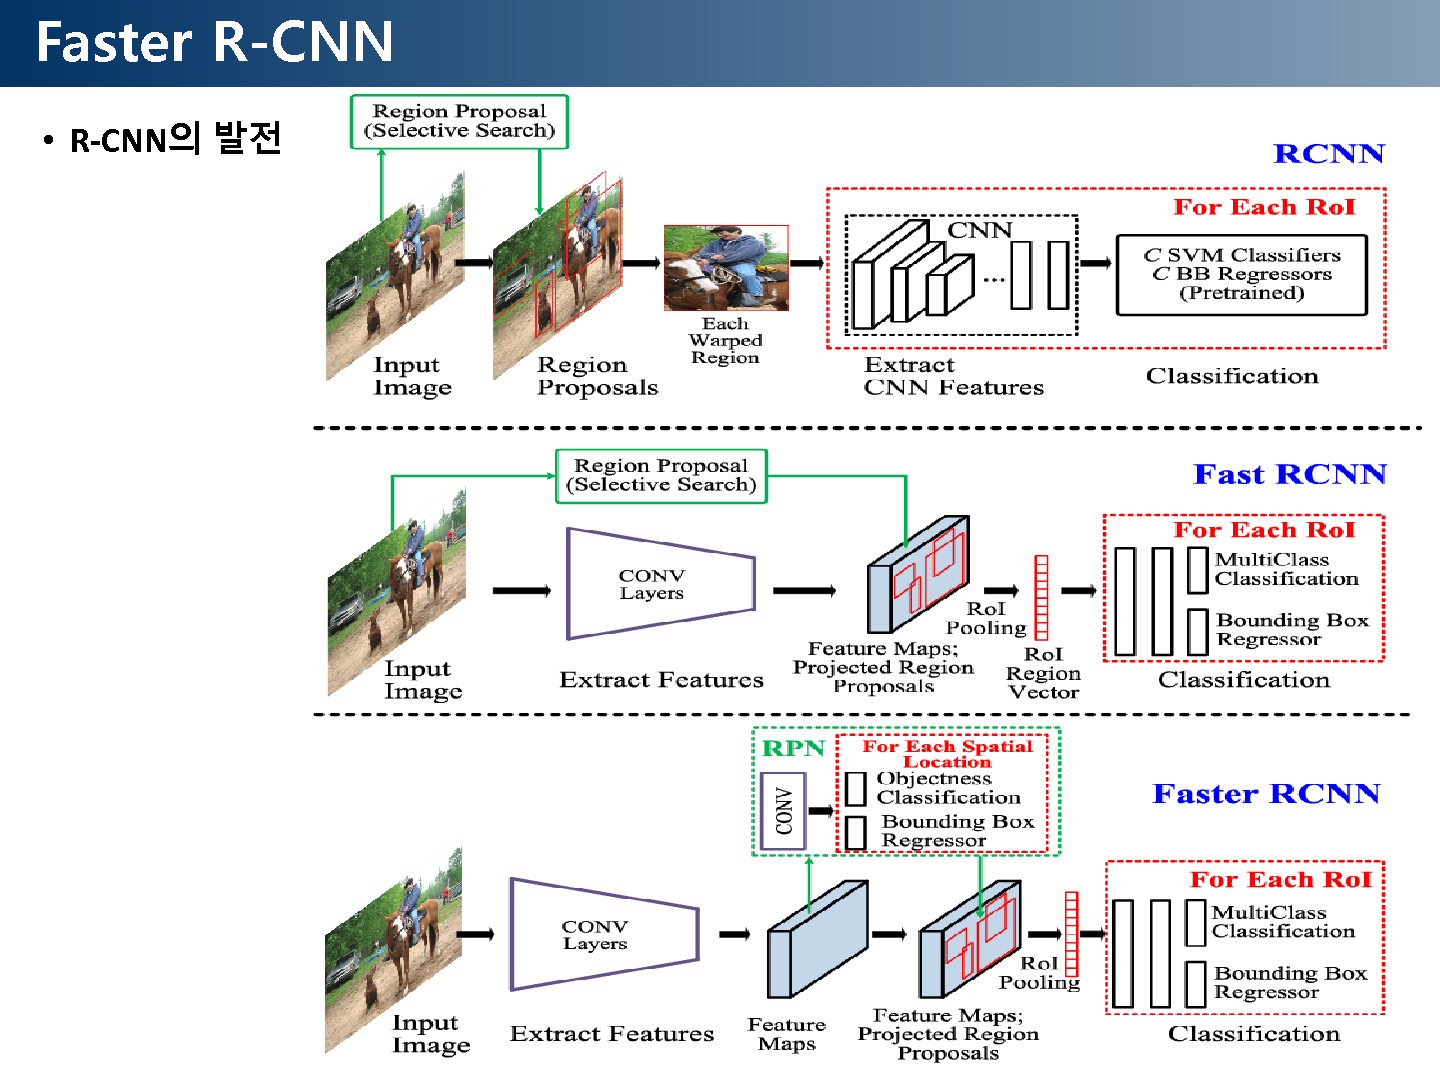 Faster R-CNN
• R-CNN의 발전
Region Proposal
(Selective Search)
RCNN
For Each RoI
CNN
...
C SVM Classifiers
C BB Regressors
(Pretrained)
Each
Warped
Region
Input
Image
Region
Proposals
Extract
CNN Features
Classification
Region Proposal
(Selective Search)
Fast RCNN
For Each RoI
CONV
Layers
MultiClass
Classification
Bounding Box
Regressor
RoI
Pooling
Input
Image
Extract Features
Feature Maps;
Projected Region
Proposals
RoI
Region
Vector
Classification
RPN
For Each Spatial
Location
CONV
Objectness
Classification
Bounding Box
Regressor
Faster RCNN
For Each RoI
CONV
Layers
MultiClass
Classification
Bounding Box
Regressor
RoI
Pooling
Input
Image
Extract Features
Feature
Maps
Feature Maps;
Projected Region
Proposals
Classification